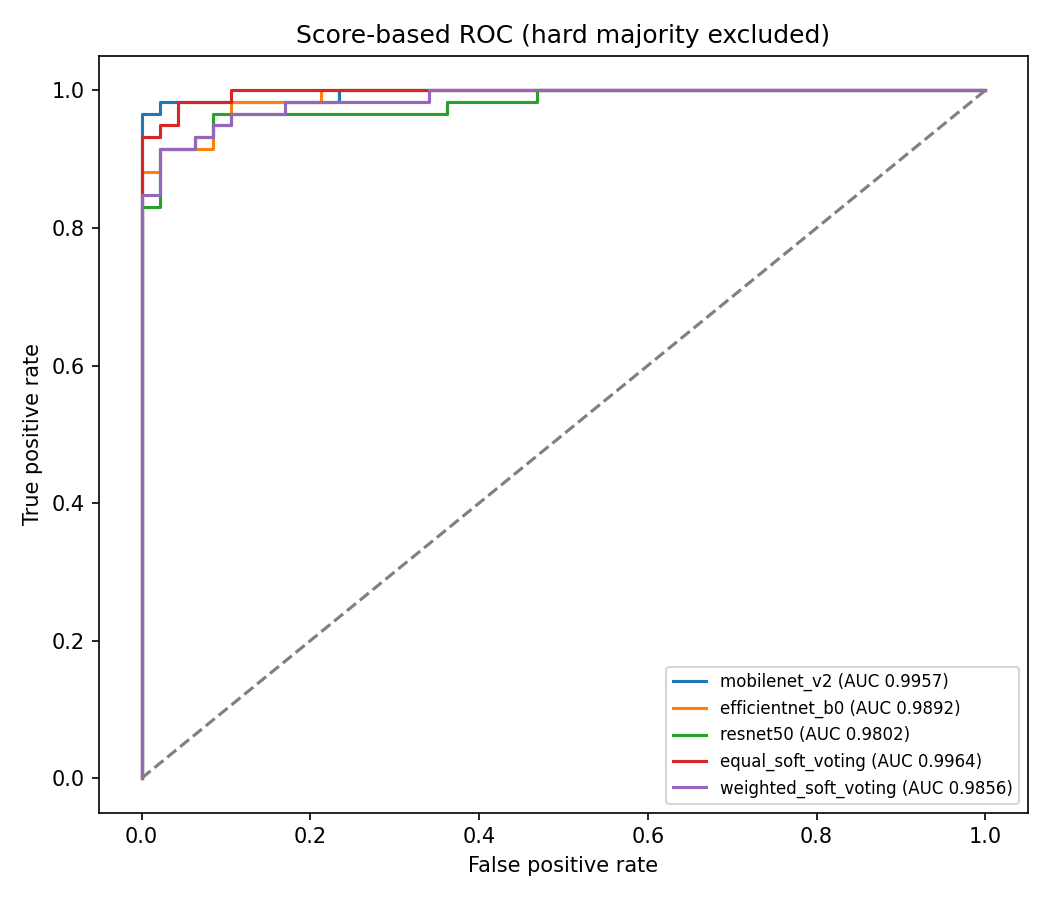 Score-based ROC (hard majority excluded)
1.0
0.8
0.6
0.4
0.2
0.0
True positive rate
mobilenet_v2 (AUC 0.9957)
efficientnet_b0 (AUC 0.9892)
resnet50 (AUC 0.9802)
equal_soft_voting (AUC 0.9964)
weighted_soft_voting (AUC 0.9856)
0.0 0.2 0.4 0.6 0.8 1.0
False positive rate